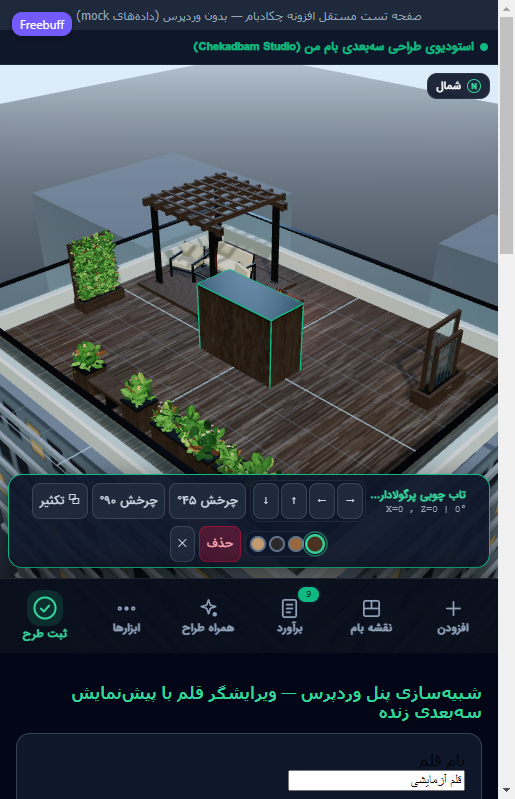 صفحه تست مستقل افزونه چکادبام — بدون وردپرس (داده‌های mock)
Freebuff
استودیوی طراحی سه‌بعدی بام من (Chekadbam Studio)
N شمال
تاب چوبی پرگولادار...
X=0 , Z=0 | 0°
→
←
↑
↓
چرخش ۴۵°
چرخش ۹۰°
تکثیر
حذف
×
افزودن
نقشه بام
برآورد
۹
همراه طراح
ابزارها
ثبت طرح
شبیه‌سازی پنل وردپرس — ویرایشگر قلم با پیش‌نمایش
سه‌بعدی زنده
نام قلم
قلم آزمایشی